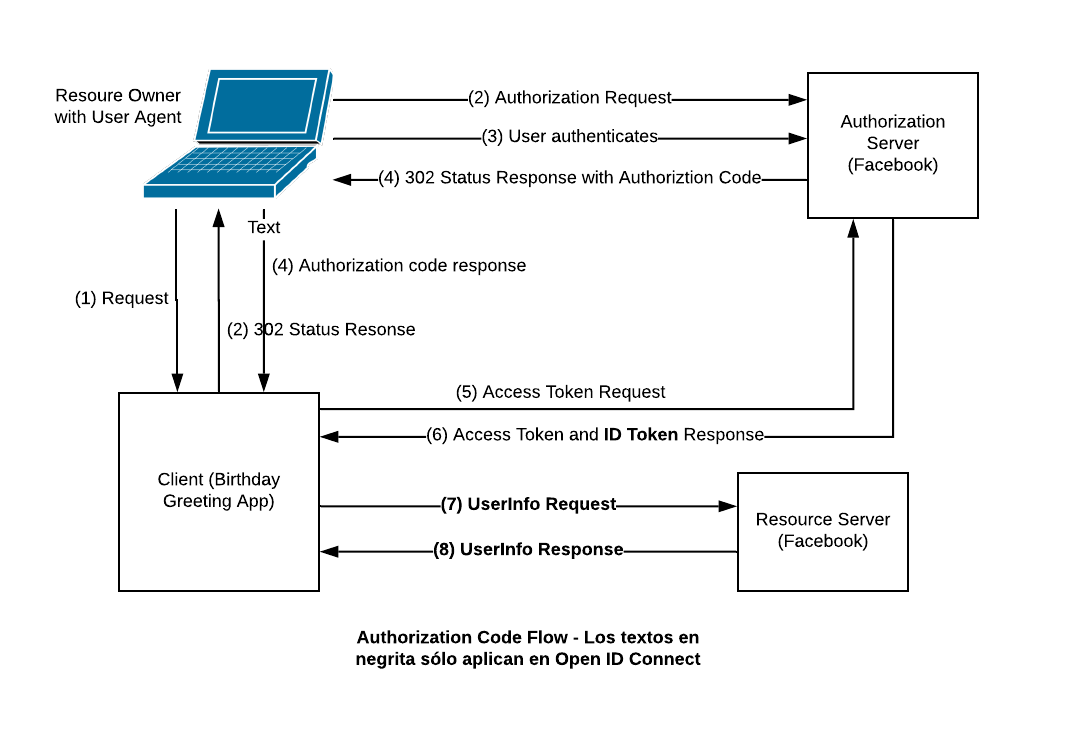 Resoure Owner
with User Agent
(2) Authorization Request
(3) User authenticates
(4) 302 Status Response with Authoriztion Code
Authorization
Server
(Facebook)
Text
(4) Authorization code response
(1) Request
(2) 302 Status Resonse
(5) Access Token Request
(6) Access Token and ID Token Response
Client (Birthday
Greeting App)
(7) UserInfo Request
(8) UserInfo Response
Resource Server
(Facebook)
Authorization Code Flow - Los textos en
negrita sólo aplican en Open ID Connect